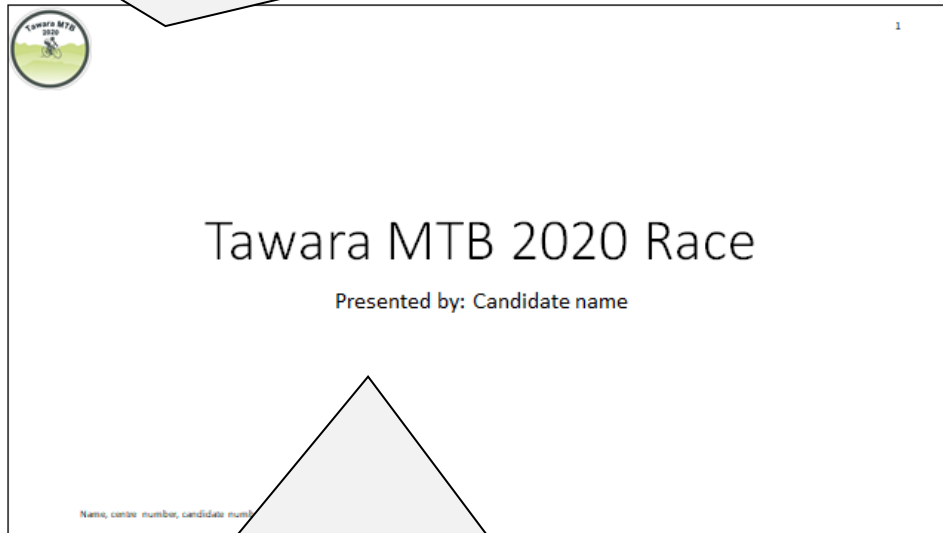 Tawara MTB
2020
1
Tawara MTB 2020 Race
Presented by: Candidate name
Name, centre number, candidate numb